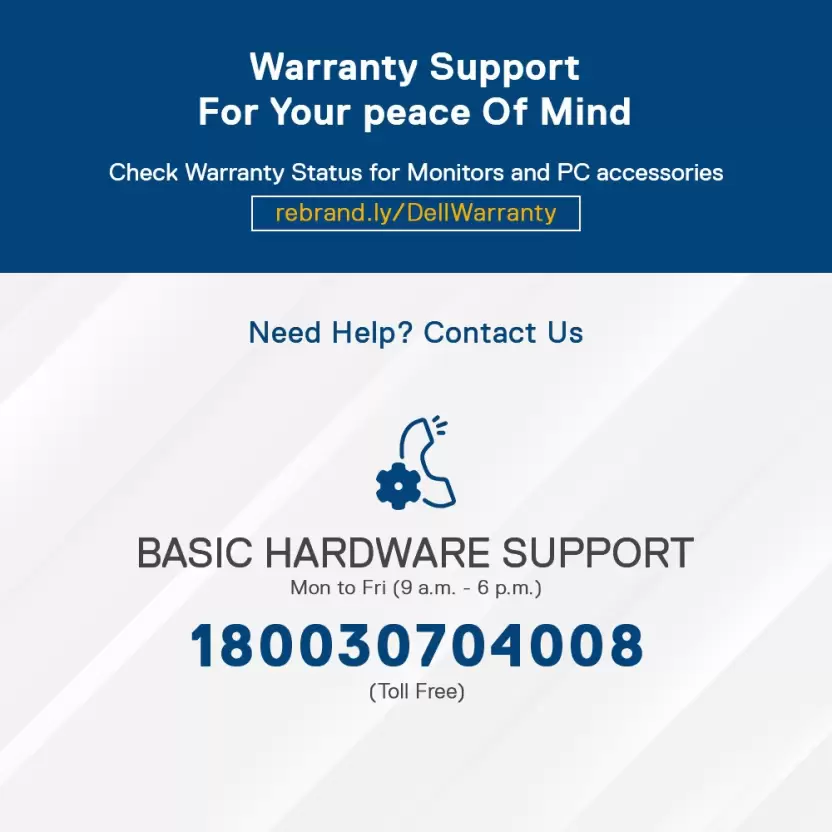 Warranty Support
For Your peace Of Mind
Check Warranty Status for Monitors and PC accessories
rebrand.ly/DellWarranty
Need Help? Contact Us
BASIC HARDWARE SUPPORT
Mon to Fri (9 a.m. - 6 p.m.)
180030704008
(Toll Free)